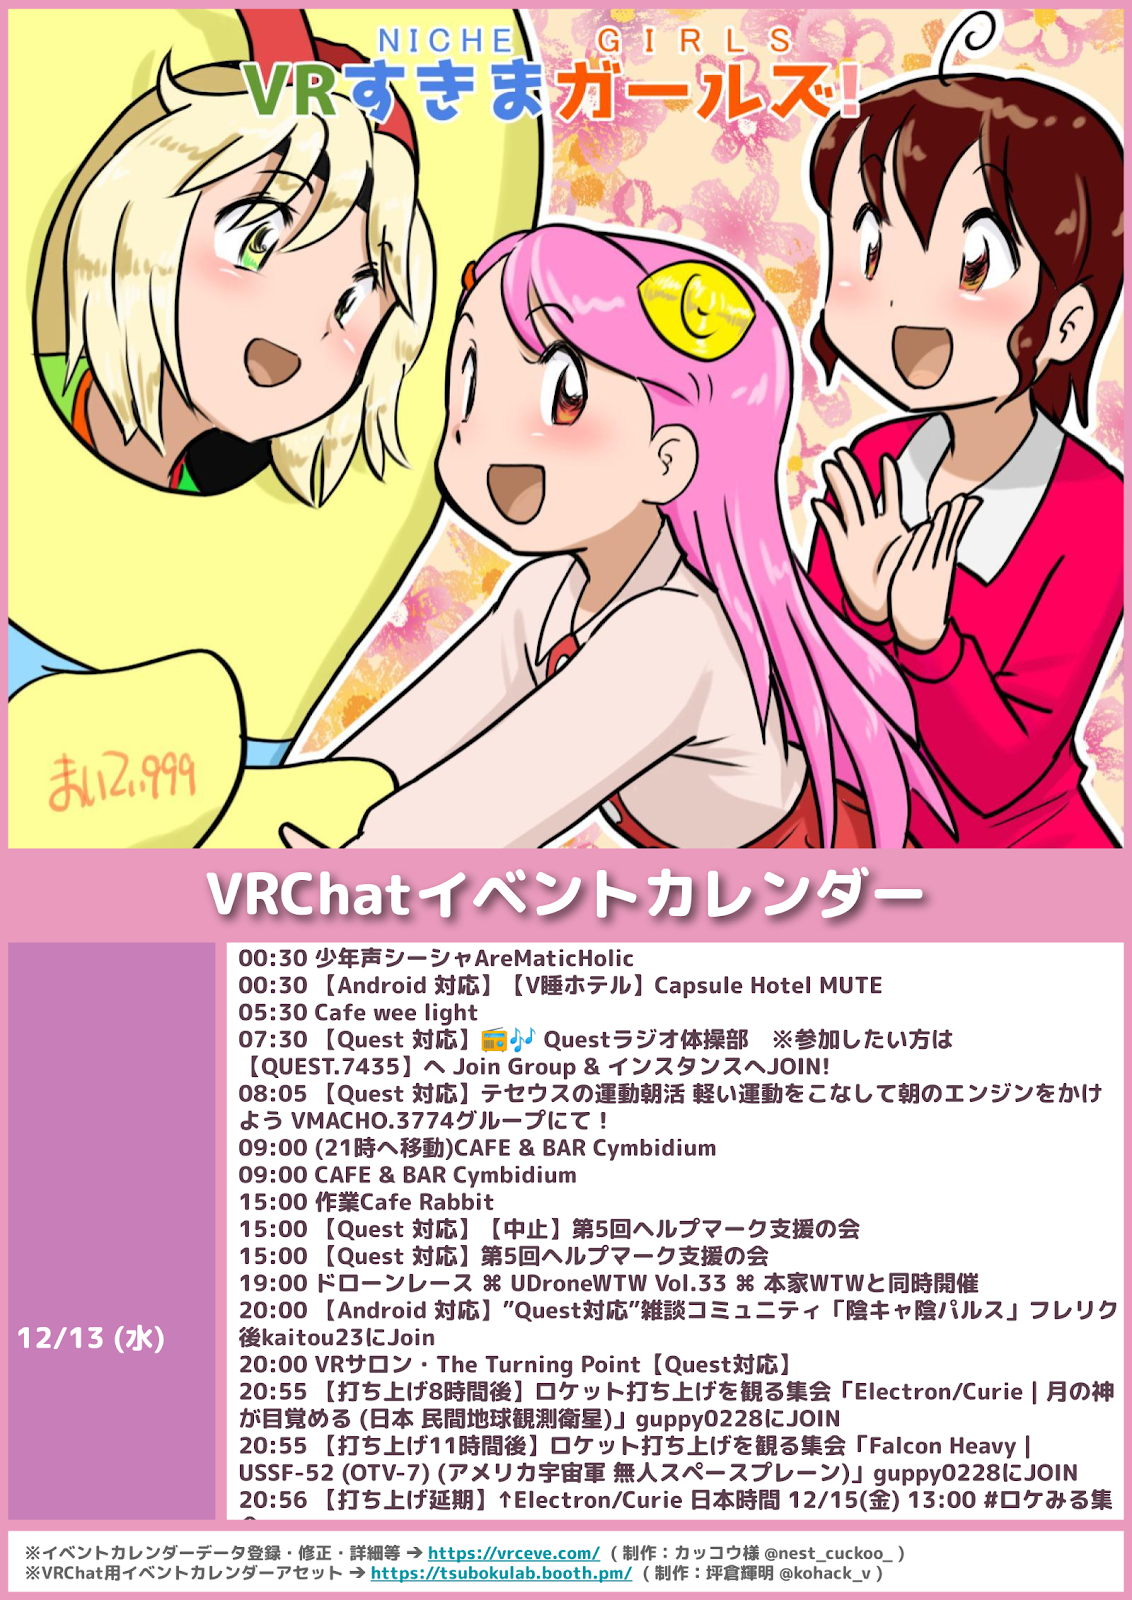 NICHE GIRLS
VRすきまガールズ!
まいてぃ999
VRChatイベントカレンダー
12/13 (水)
00:30 少年声シーシャAreMaticHolic
00:30 【Android 対応】【V睡ホテル】Capsule Hotel MUTE
05:30 Cafe wee light
07:30 【Quest 対応】📻🎶 Questラジオ体操部　※参加したい方は
【QUEST.7435】へ Join Group & インスタンスへJOIN!
08:05 【Quest 対応】テセウスの運動朝活 軽い運動をこなして朝のエンジンをかけ
よう VMACHO.3774グループにて！
09:00 (21時へ移動)CAFE & BAR Cymbidium
09:00 CAFE & BAR Cymbidium
15:00 作業Cafe Rabbit
15:00 【Quest 対応】【中止】第5回ヘルプマーク支援の会
15:00 【Quest 対応】第5回ヘルプマーク支援の会
19:00 ドローンレース ⌘ UDroneWTW Vol.33 ⌘ 本家WTWと同時開催
20:00 【Android 対応】”Quest対応”雑談コミュニティ「陰キャ陰パルス」フレリク
後kaitou23にJoin
20:00 VRサロン・The Turning Point【Quest対応】
20:55 【打ち上げ8時間後】ロケット打ち上げを観る集会「Electron/Curie | 月の神
が目覚める (日本 民間地球観測衛星)」guppy0228にJOIN
20:55 【打ち上げ11時間後】ロケット打ち上げを観る集会「Falcon Heavy |
USSF-52 (OTV-7) (アメリカ宇宙軍 無人スペースプレーン)」guppy0228にJOIN
20:56 【打ち上げ延期】↑Electron/Curie 日本時間 12/15(金) 13:00 #ロケみる集
※イベントカレンダーデータ登録・修正・詳細等 ➔ https://vrceve.com/ ( 制作：カッコウ様 @nest_cuckoo_ )
※VRChat用イベントカレンダーアセット ➔ https://tsubokulab.booth.pm/ ( 制作：坪倉輝明 @kohack_v )